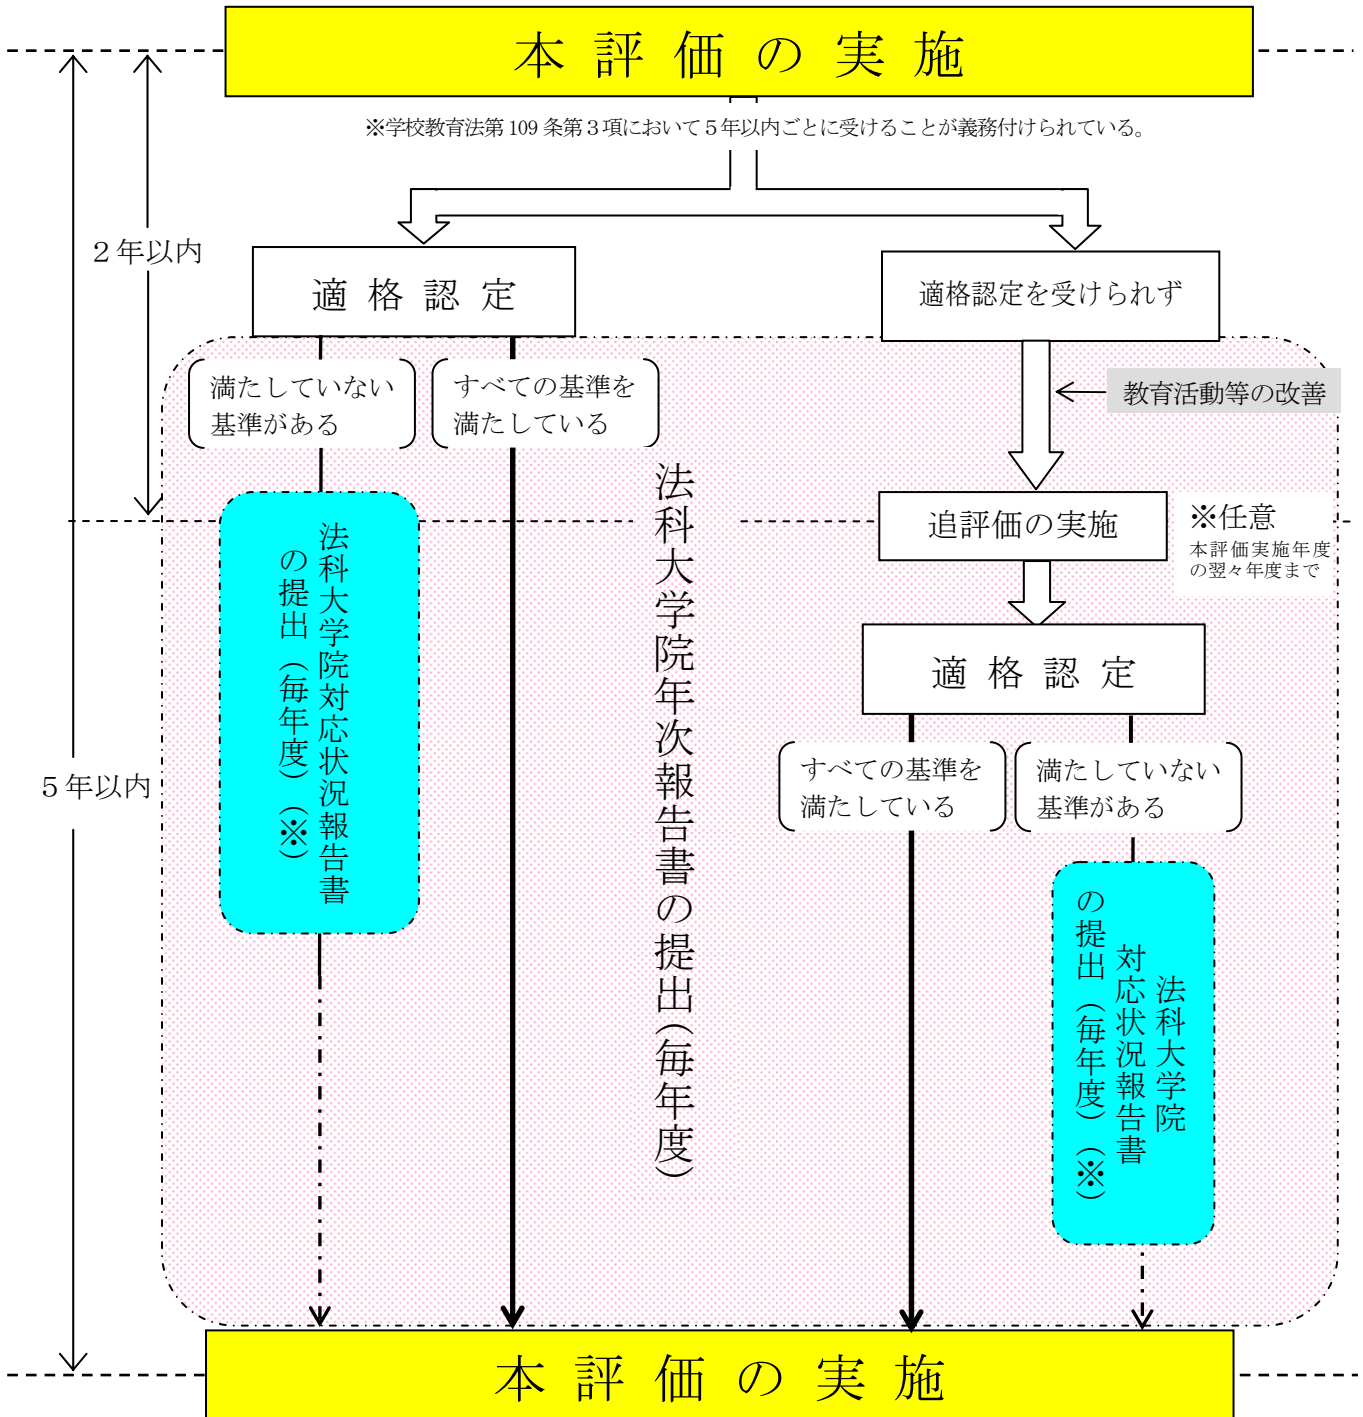 本評価の実施
※学校教育法第109条第３項において５年以内ごとに受けることが義務付けられている。
２年以内
適格認定
適格認定を受けられず
満たしていない
基準がある
すべての基準を
満たしている
教育活動等の改善
法科大学院年次報告書の提出（毎年度）
追評価の実施
※任意
本評価実施年度
の翌々年度まで
法科大学院対応状況報告書
の提出（毎年度）（※）
適格認定
５年以内
すべての基準を
満たしている
満たしていない
基準がある
法科大学院
対応状況報告書
の提出（毎年度）（※）
本評価の実施